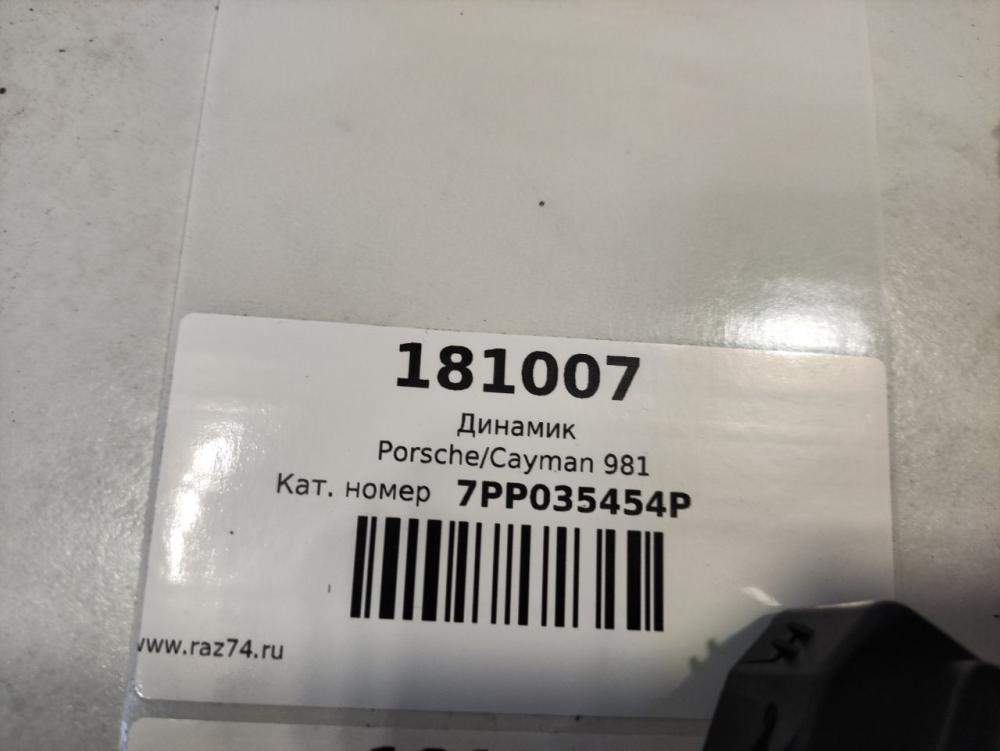 181007
Динамик
Porsche/Cayman 981
Кат. номер 7PP035454P
www.raz74.ru